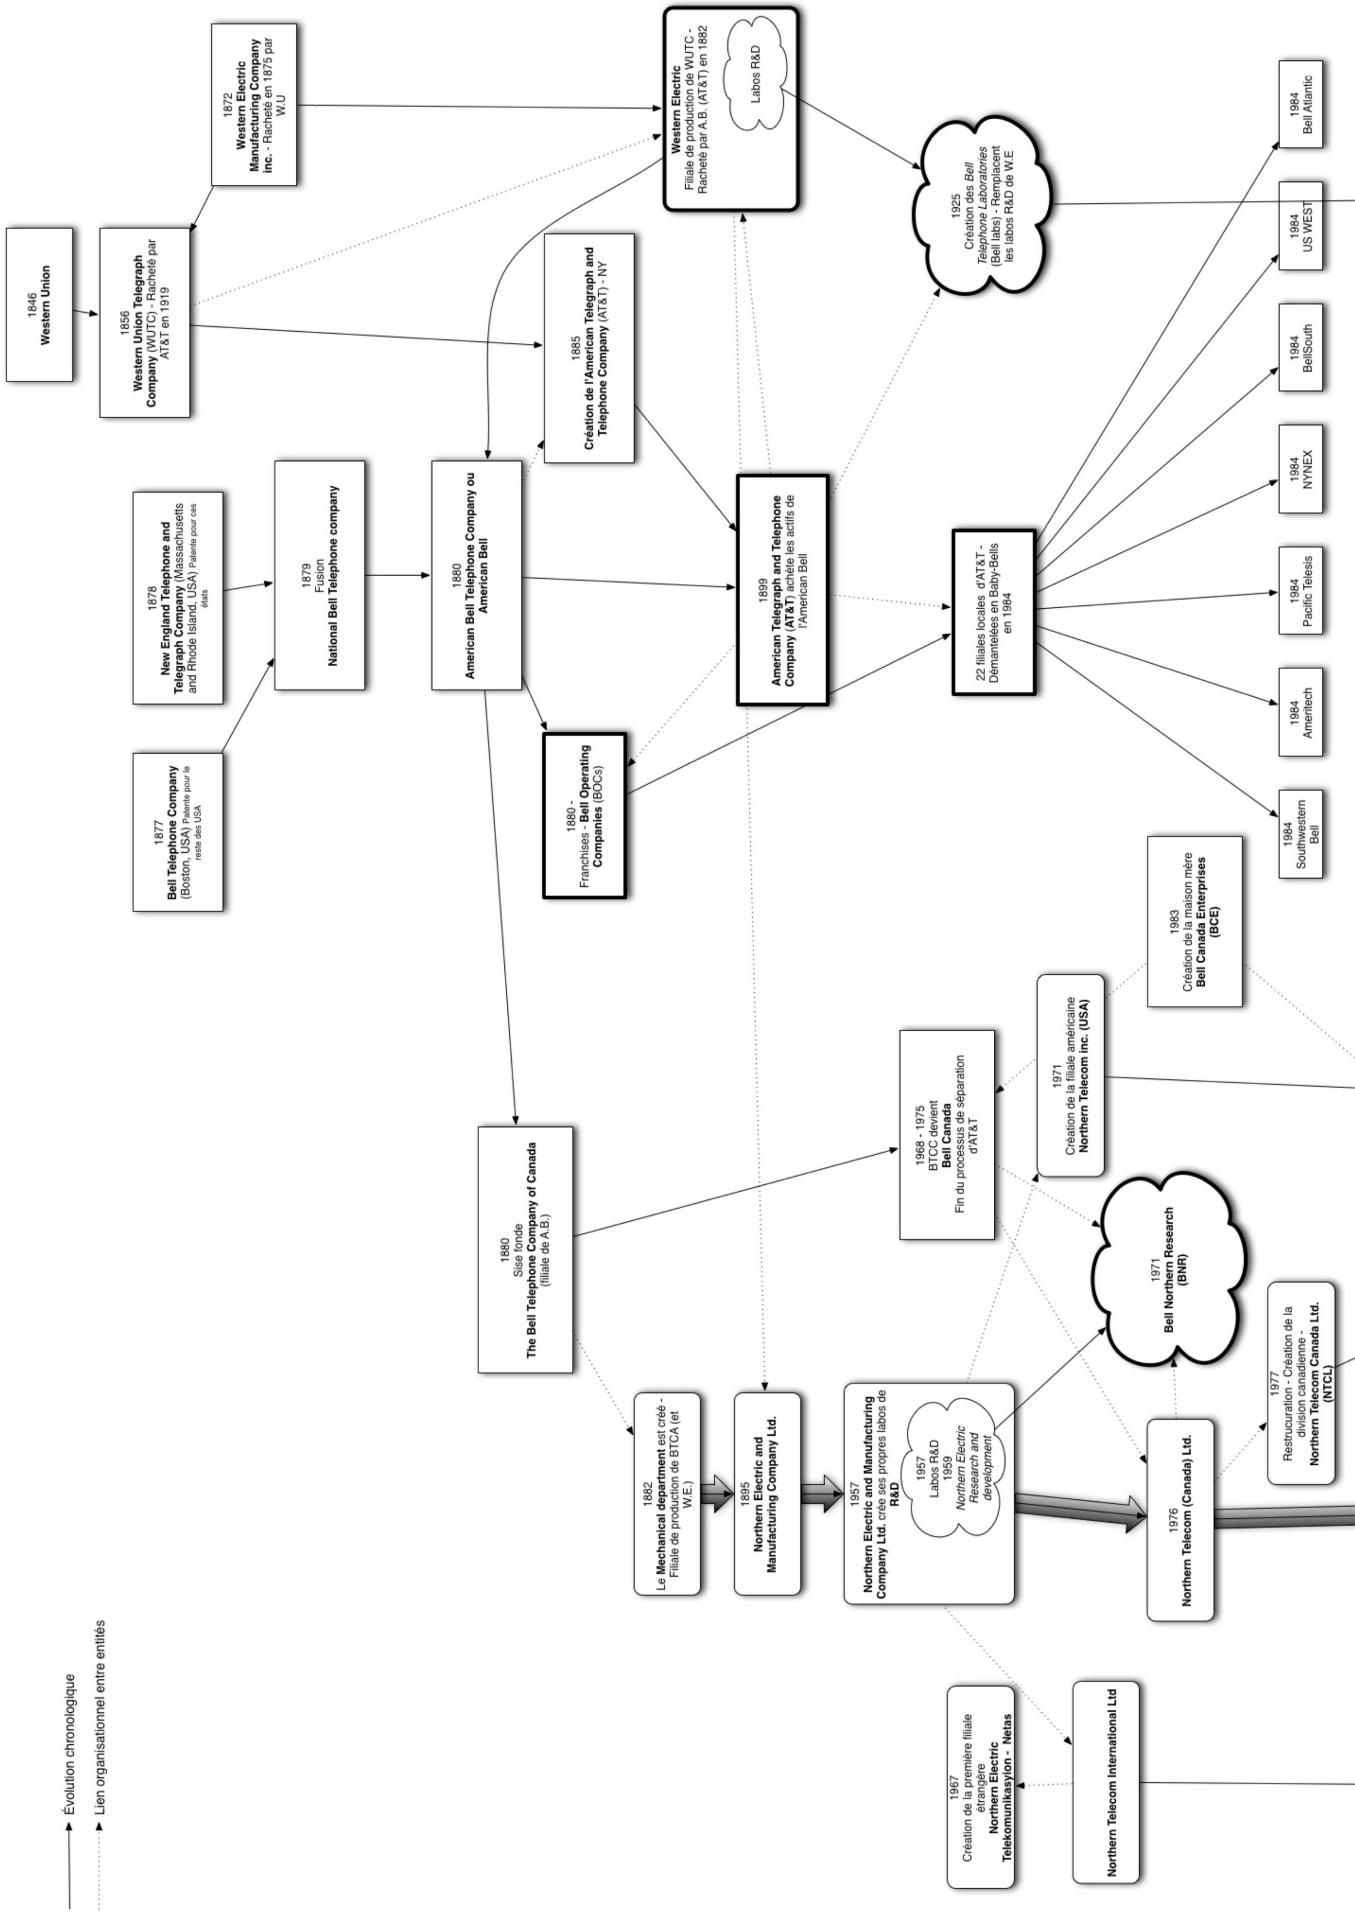 Évolution chronologique
Lien organisationnel entre entités
1846
Western Union
1856
Western Union Telegraph
Company (WUTC) - Racheté par
AT&T en 1919
1872
Western Electric
Manufacturing Company
inc. - Racheté en 1875 par
W.U
1877
Bell Telephone Company
(Boston, USA) Patente pour le
reste des USA
1878
New England Telephone and
Telegraph Company (Massachusetts
and Rhode Island, USA) Patente pour ces
états
1879
Fusion
National Bell Telephone company
1880
American Bell Telephone Company ou
American Bell
1880
Sise fonde
The Bell Telephone Company of Canada
(filiale de A.B.)
1880 -
Franchises - Bell Operating
Companies (BOCs)
1885
Création de l'American Telegraph and
Telephone Company (AT&T) - NY
Western Electric
Filiale de production de WUTC -
Racheté par A.B. (AT&T) en 1882
Labos R&D
1882
Le Mechanical department est créé -
Filiale de production de BTCA (et
W.E.)
1895
Northern Electric and
Manufacturing Company Ltd.
1899
American Telegraph and Telephone
Company (AT&T) achète les actifs de
l'American Bell
1925
Création des Bell
Telephone Laboratories
(Bell labs) - Remplacent
les labos R&D de W.E
1957
Northern Electric and Manufacturing
Company Ltd. crée ses propres labos de
R&D
1957
Labos R&D
1959
Northern Electric
Research and
development
1968 - 1975
BTCC devient
Bell Canada
Fin du processus de séparation
d'AT&T
22 filiales locales d'AT&T -
Démantelées en Baby-Bells
en 1984
1967
Création de la première filiale
étrangère
Northern Electric
Telekomunikasyion - Netas
Northern Telecom International Ltd
1971
Création de la filiale américaine
Northern Telecom inc. (USA)
1971
Bell Northern Research
(BNR)
1976
Northern Telecom (Canada) Ltd.
1983
Création de la maison mère
Bell Canada Enterprises
(BCE)
1977
Restrucuration - Création de la
division canadienne -
Northern Telecom Canada Ltd.
(NTCL)
1984
Southwestern
Bell
1984
Ameritech
1984
Pacific Telesis
1984
NYNEX
1984
BellSouth
1984
US WEST
1984
Bell Atlantic